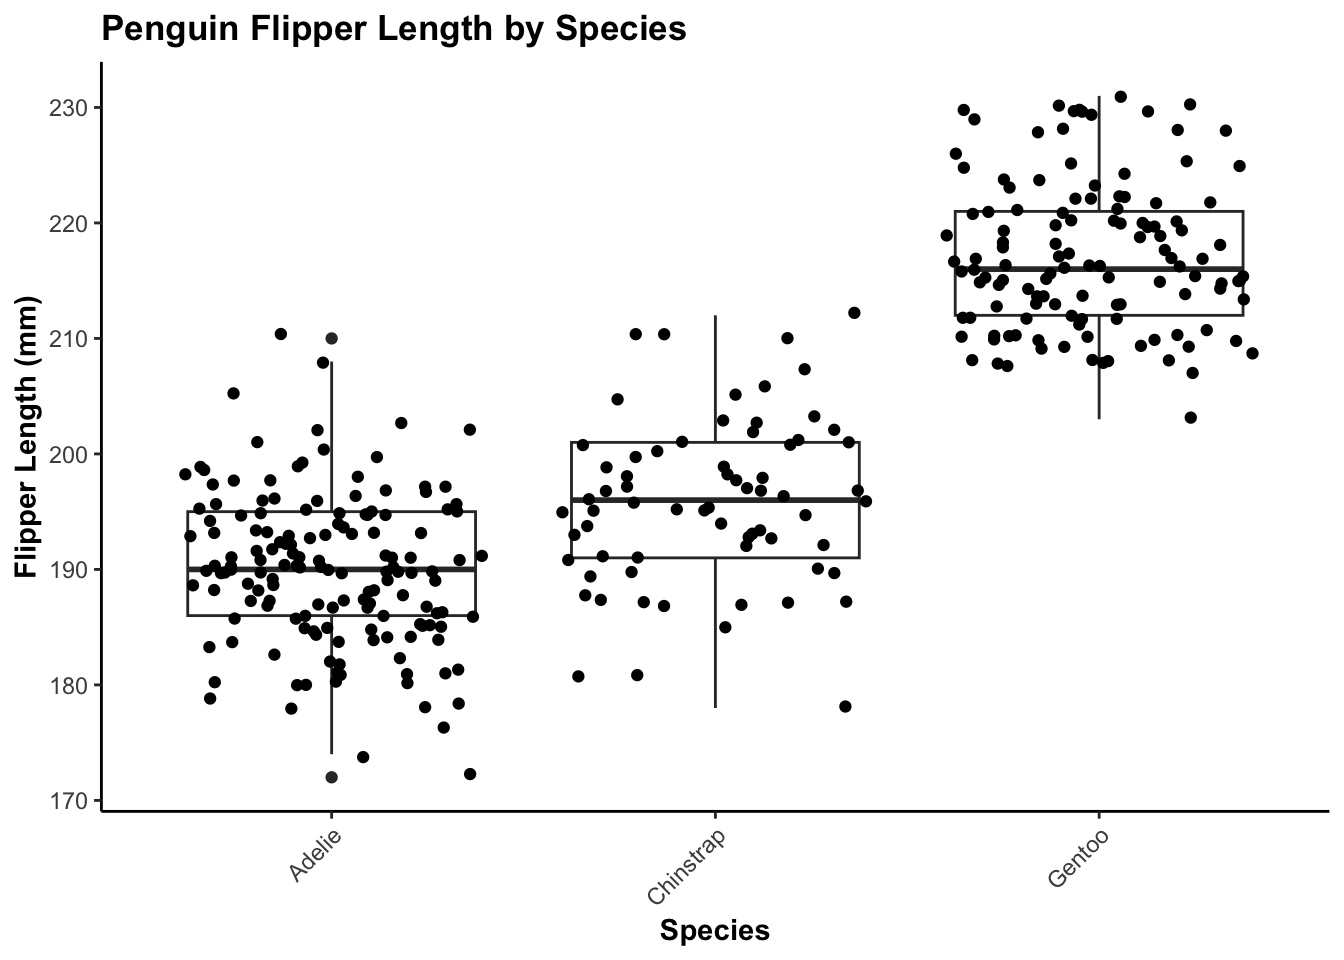 Penguin Flipper Length by Species
Flipper Length (mm)
230
220
210
200
190
180
170
Adelie
Chinstrap
Gentoo
Species